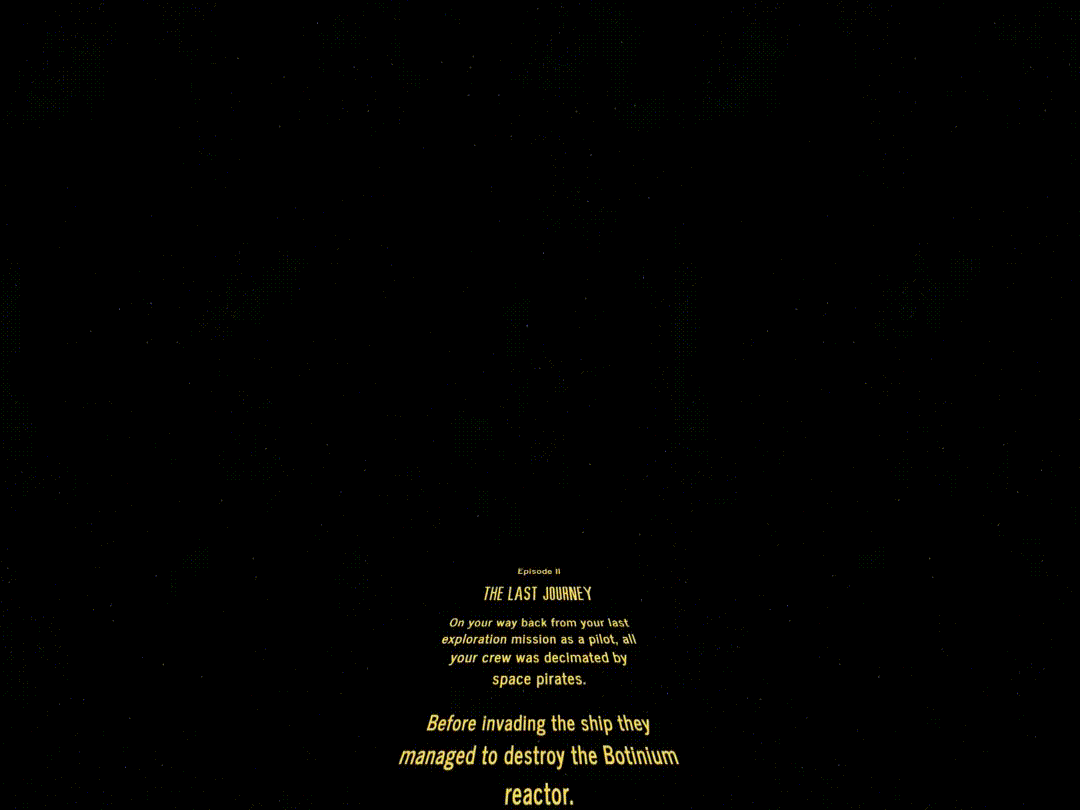 Episode II
THE LAST JOURNEY
On your way back from your last
exploration mission as a pilot, all
your crew was decimated by
space pirates.
Before invading the ship they
managed to destroy the Botinium
reactor.